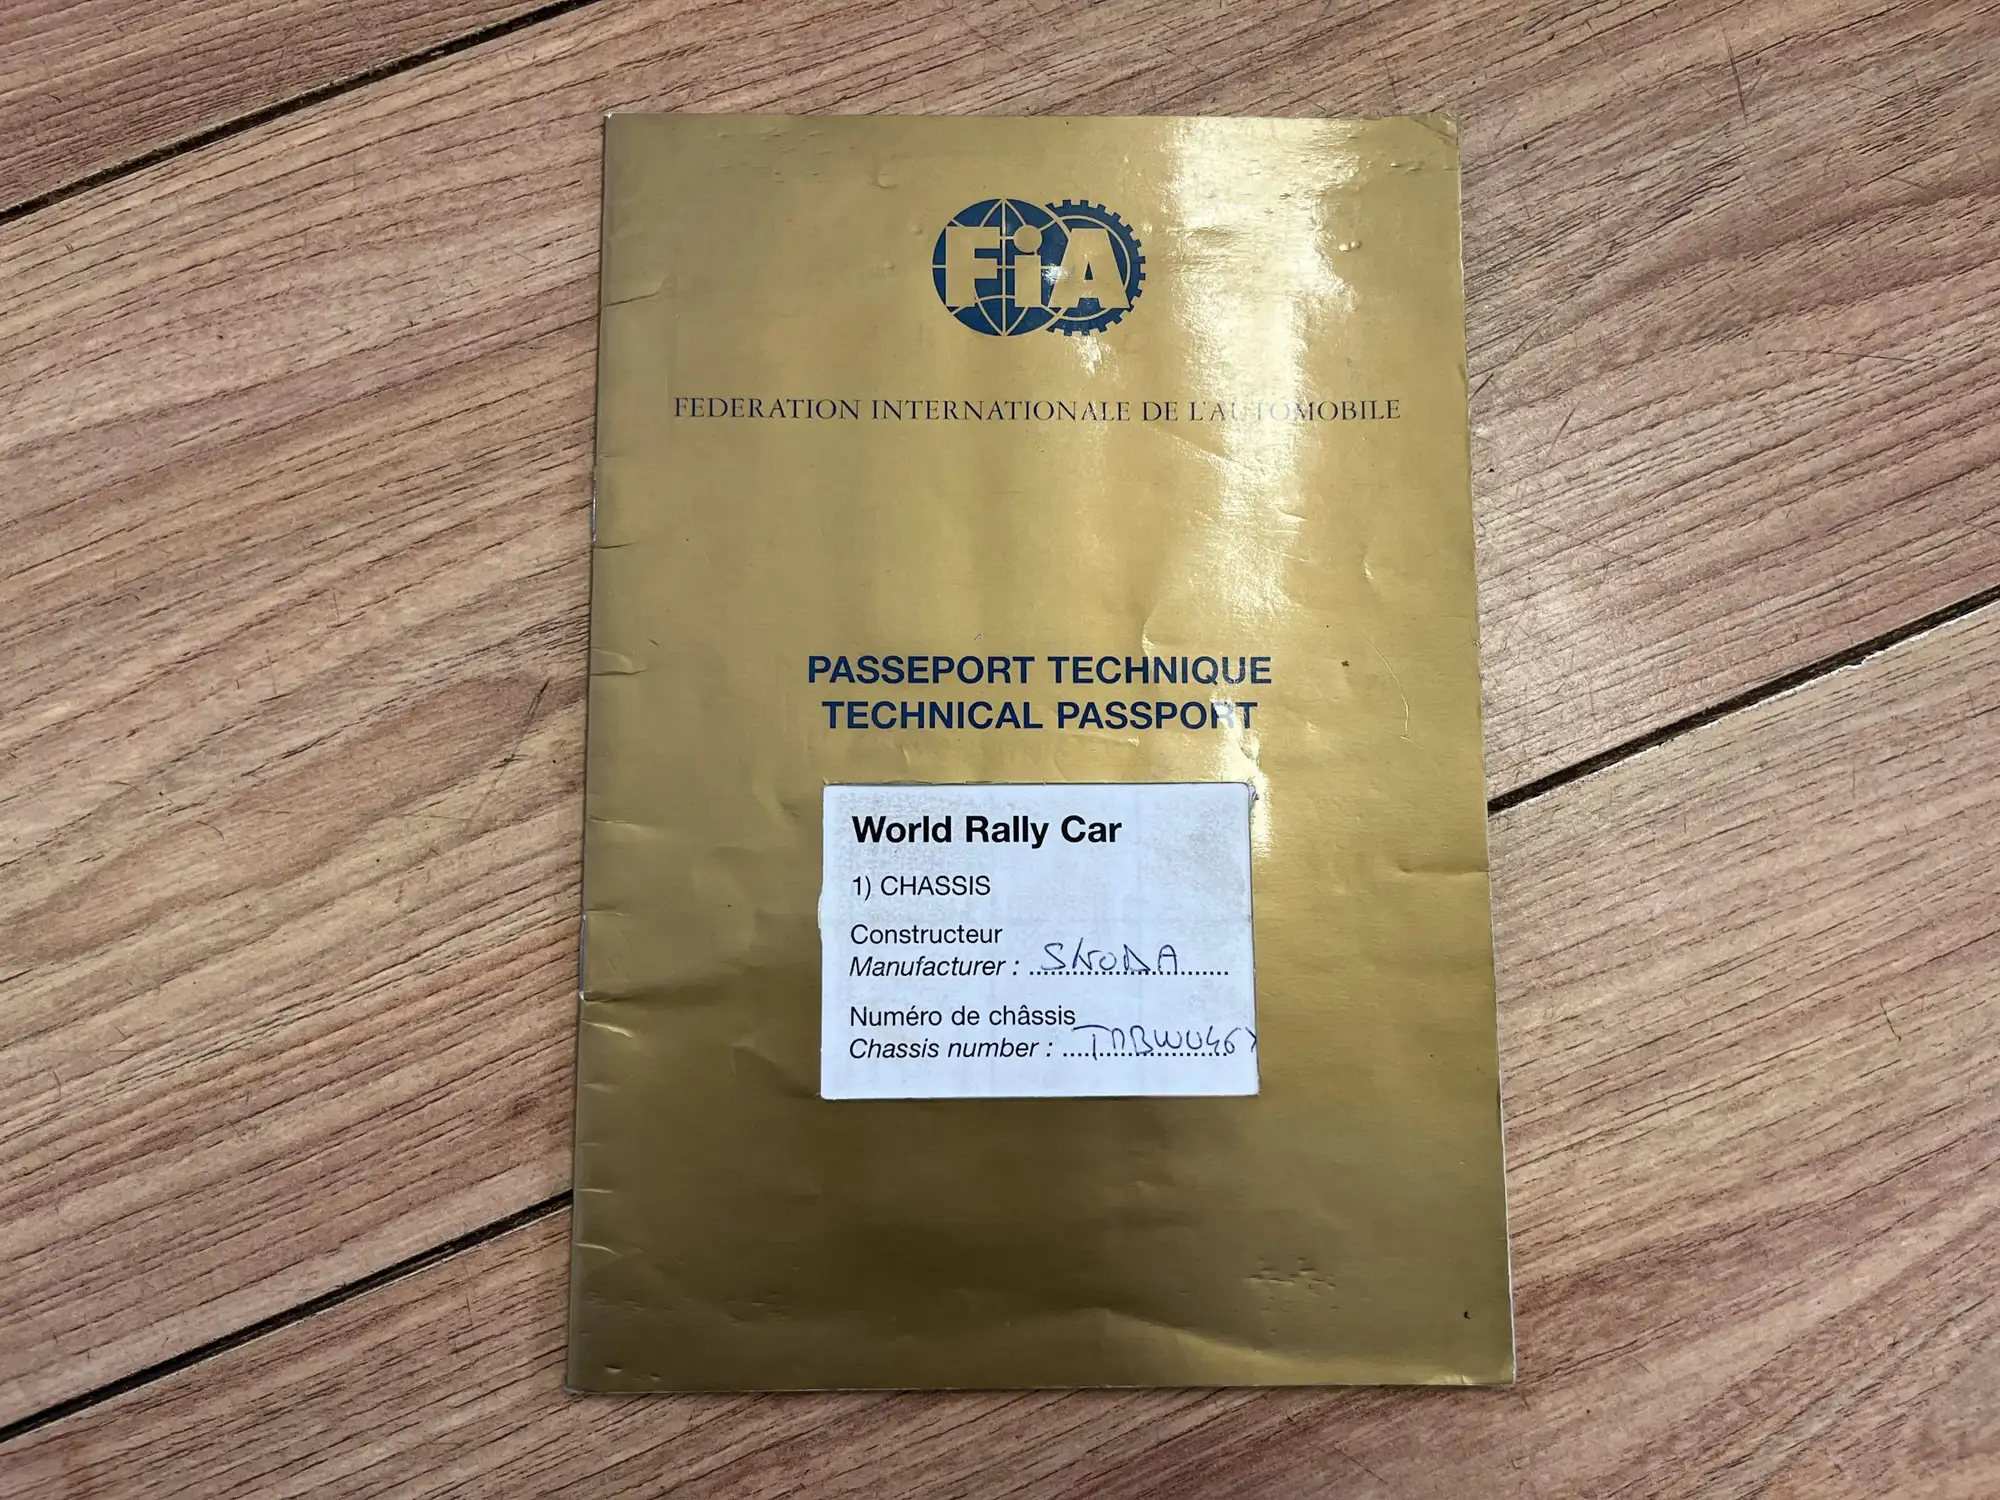 FiA
FEDERATION INTERNATIONALE DE L'AUTOMOBILE
PASSEPORT TECHNIQUE
TECHNICAL PASSPORT
World Rally Car
1) CHASSIS
Constructeur
Manufacturer : SKODA
Numéro de châssis
Chassis number :